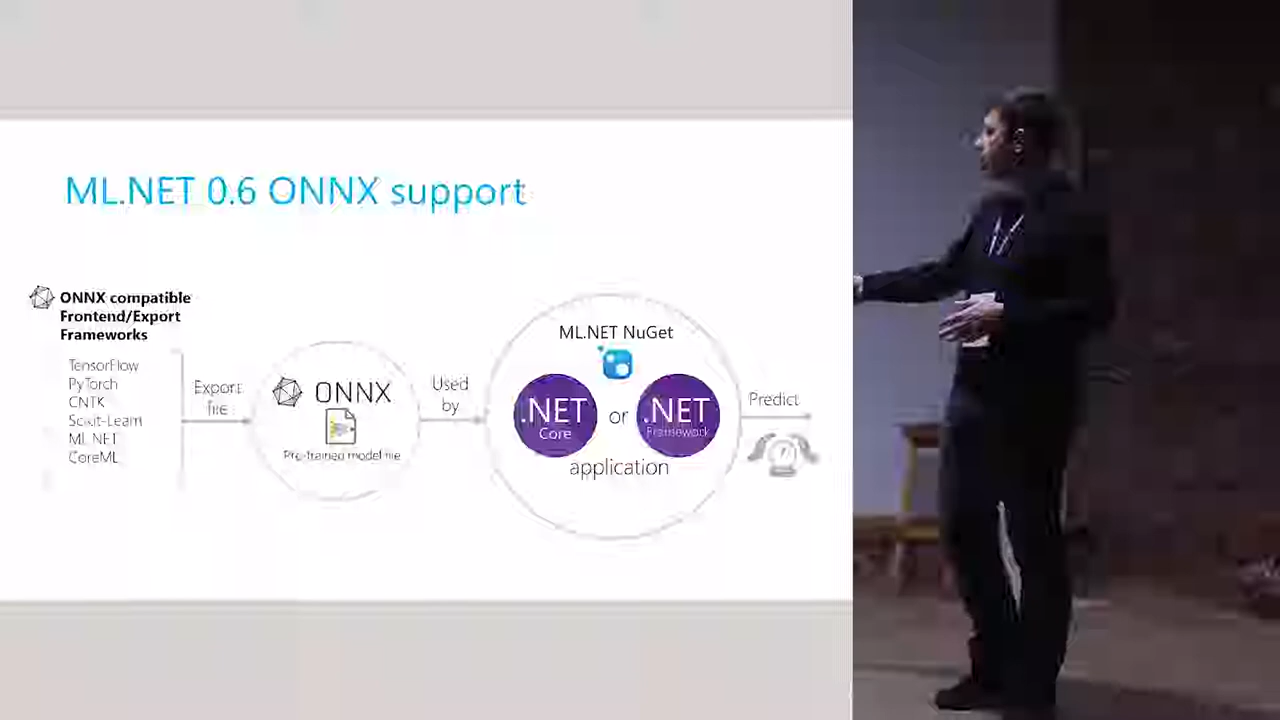 ML.NET 0.6 ONNX support
ONNX compatible
Frontend/Export
Frameworks
TensorFlow
PyTorch
CNTK
Scikit-Learn
ML.NET
CoreML
Export
file
ONNX
Pre-trained model file
Used
by
ML.NET NuGet
.NET
Core
or
.NET
Framework
application
Predict